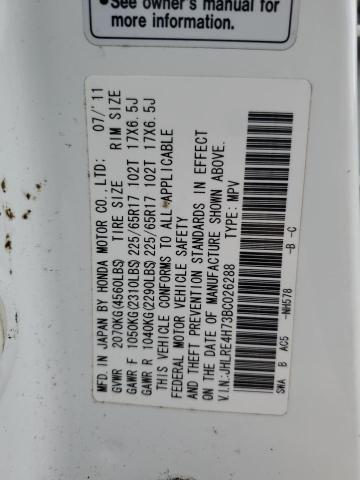 ●See owner's manual for more
information.
MFD. IN JAPAN BY HONDA MOTOR CO., LTD: 07/'11
GVWR 2070KG(4560LBS) TIRE SIZE RIM SIZE
GAWR F 1050KG(2310LBS) 225/65R17 102T 17X6.5J
GAWR R 1040KG(2290LBS) 225/65R17 102T 17X6.5J
THIS VEHICLE CONFORMS TO ALL APPLICABLE
FEDERAL MOTOR VEHICLE SAFETY
AND THEFT PREVENTION STANDARDS IN EFFECT
ON THE DATE OF MANUFACTURE SHOWN ABOVE.
V.I.N:JHLRE4H73BC026288 TYPE: MPV
SWA B AC5 -NH578 -B -C